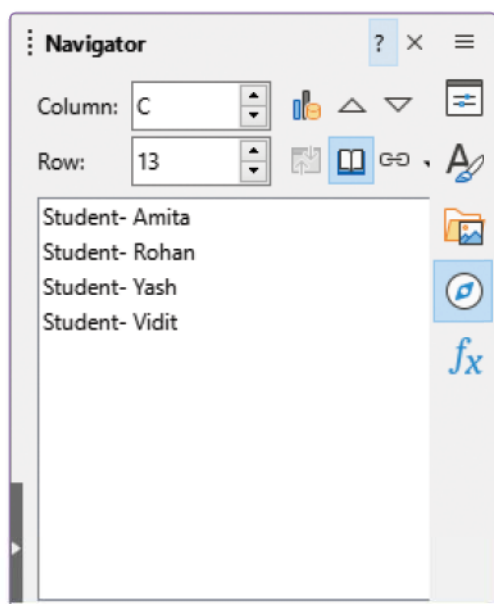 Navigator ?
Column: C
Row: 13
Student- Amita
Student- Rohan
Student- Yash
Student- Vidit
A
fx